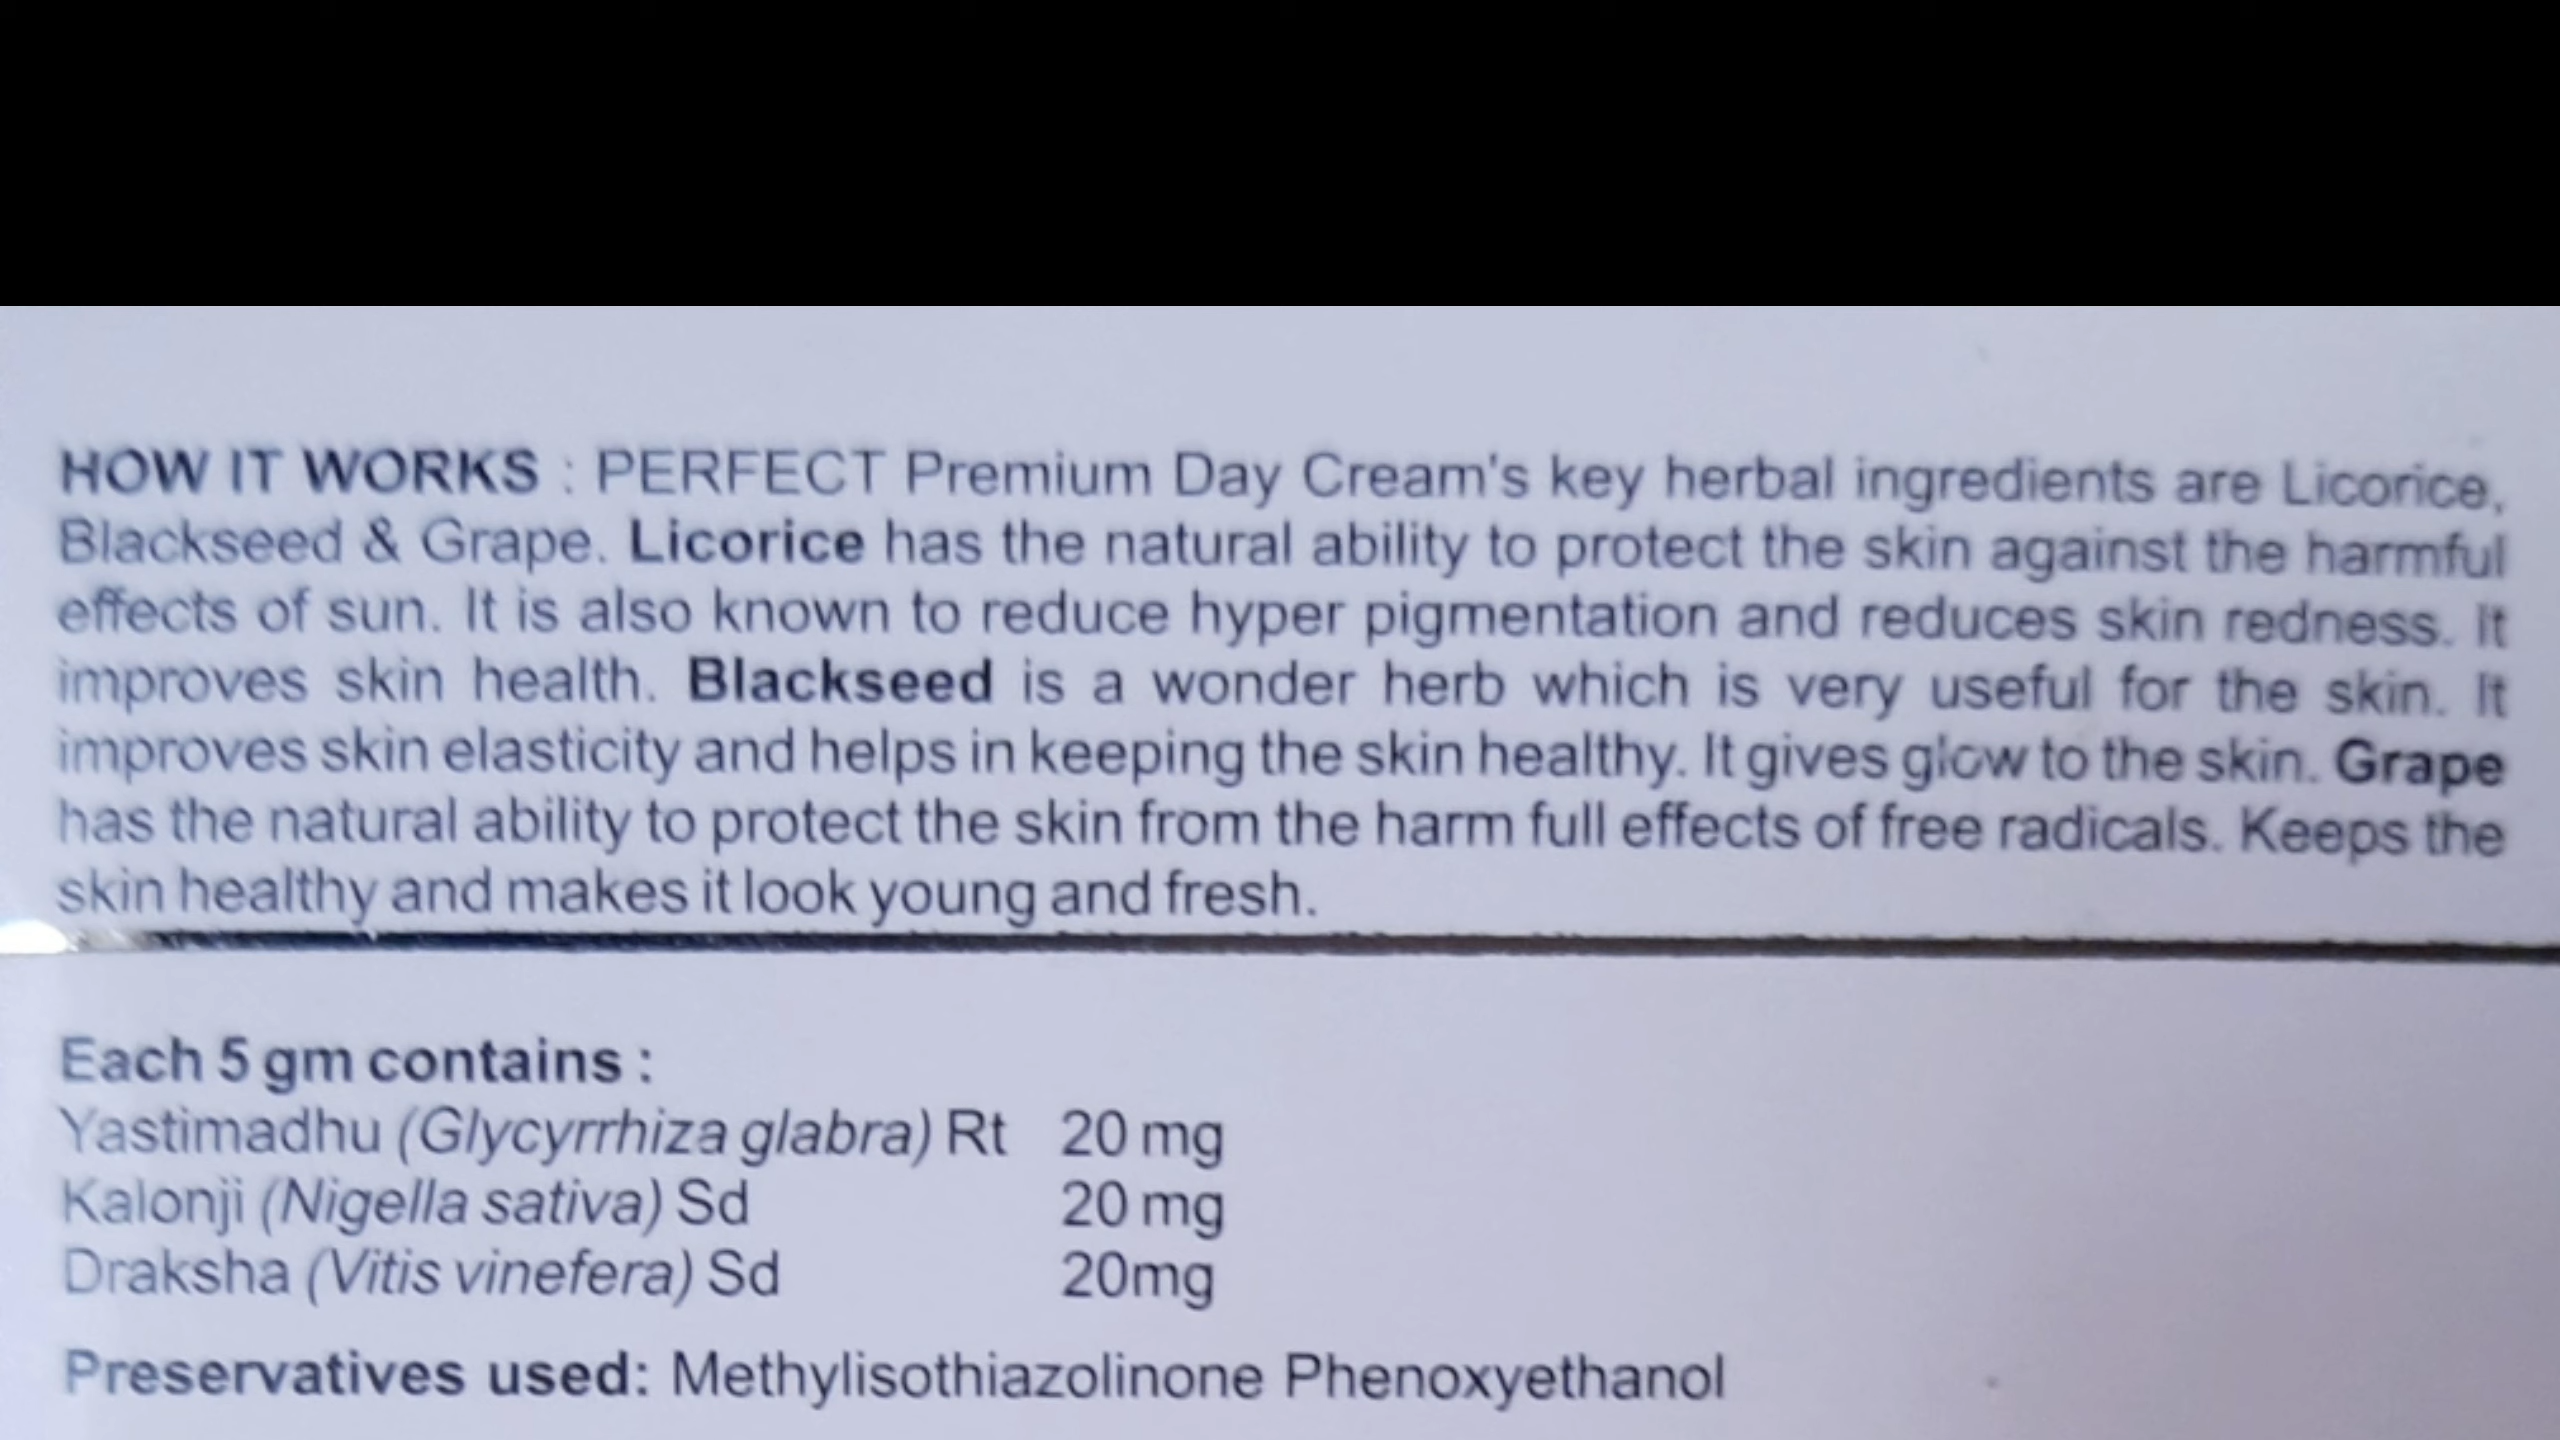 HOW IT WORKS : PERFECT Premium Day Cream's key herbal ingredients are Licorice,
Blackseed & Grape. Licorice has the natural ability to protect the skin against the harmful
effects of sun. It is also known to reduce hyper pigmentation and reduces skin redness. It
improves skin health. Blackseed is a wonder herb which is very useful for the skin. It
improves skin elasticity and helps in keeping the skin healthy. It gives glow to the skin. Grape
has the natural ability to protect the skin from the harm full effects of free radicals. Keeps the
skin healthy and makes it look young and fresh.
Each 5 gm contains :
Yastimadhu (Glycyrrhiza glabra) Rt 20 mg
Kalonji (Nigella sativa) Sd 20 mg
Draksha (Vitis vinefera) Sd 20mg
Preservatives used: Methylisothiazolinone Phenoxyethanol